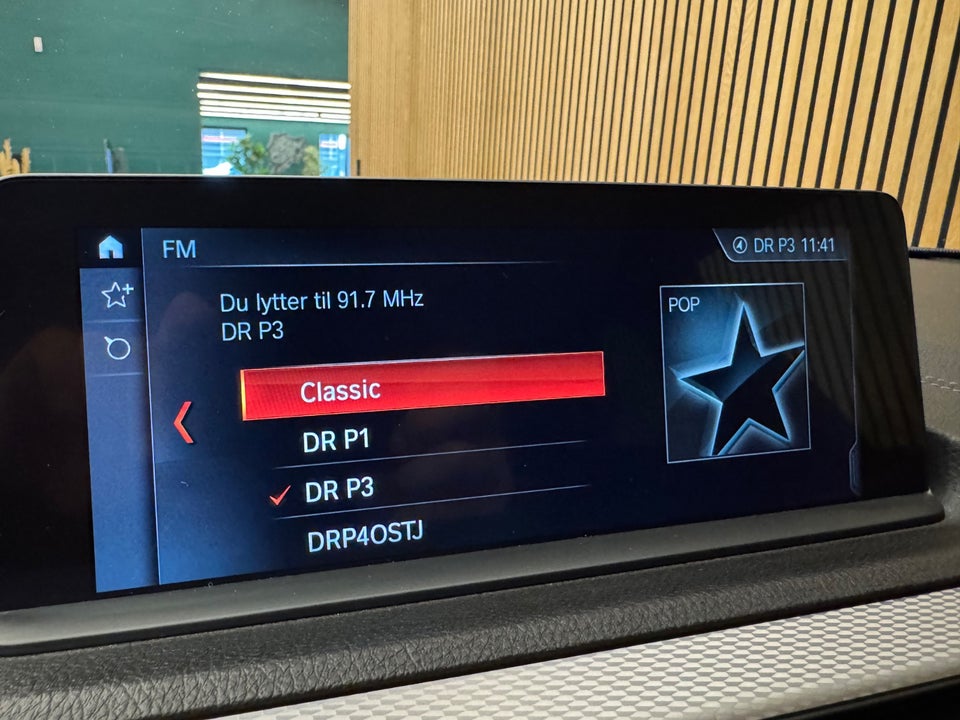 FM
DR P3 11:41
Du lytter til 91.7 MHz
DR P3
POP
Classic
DR P1
DR P3
DRP4OSTJ